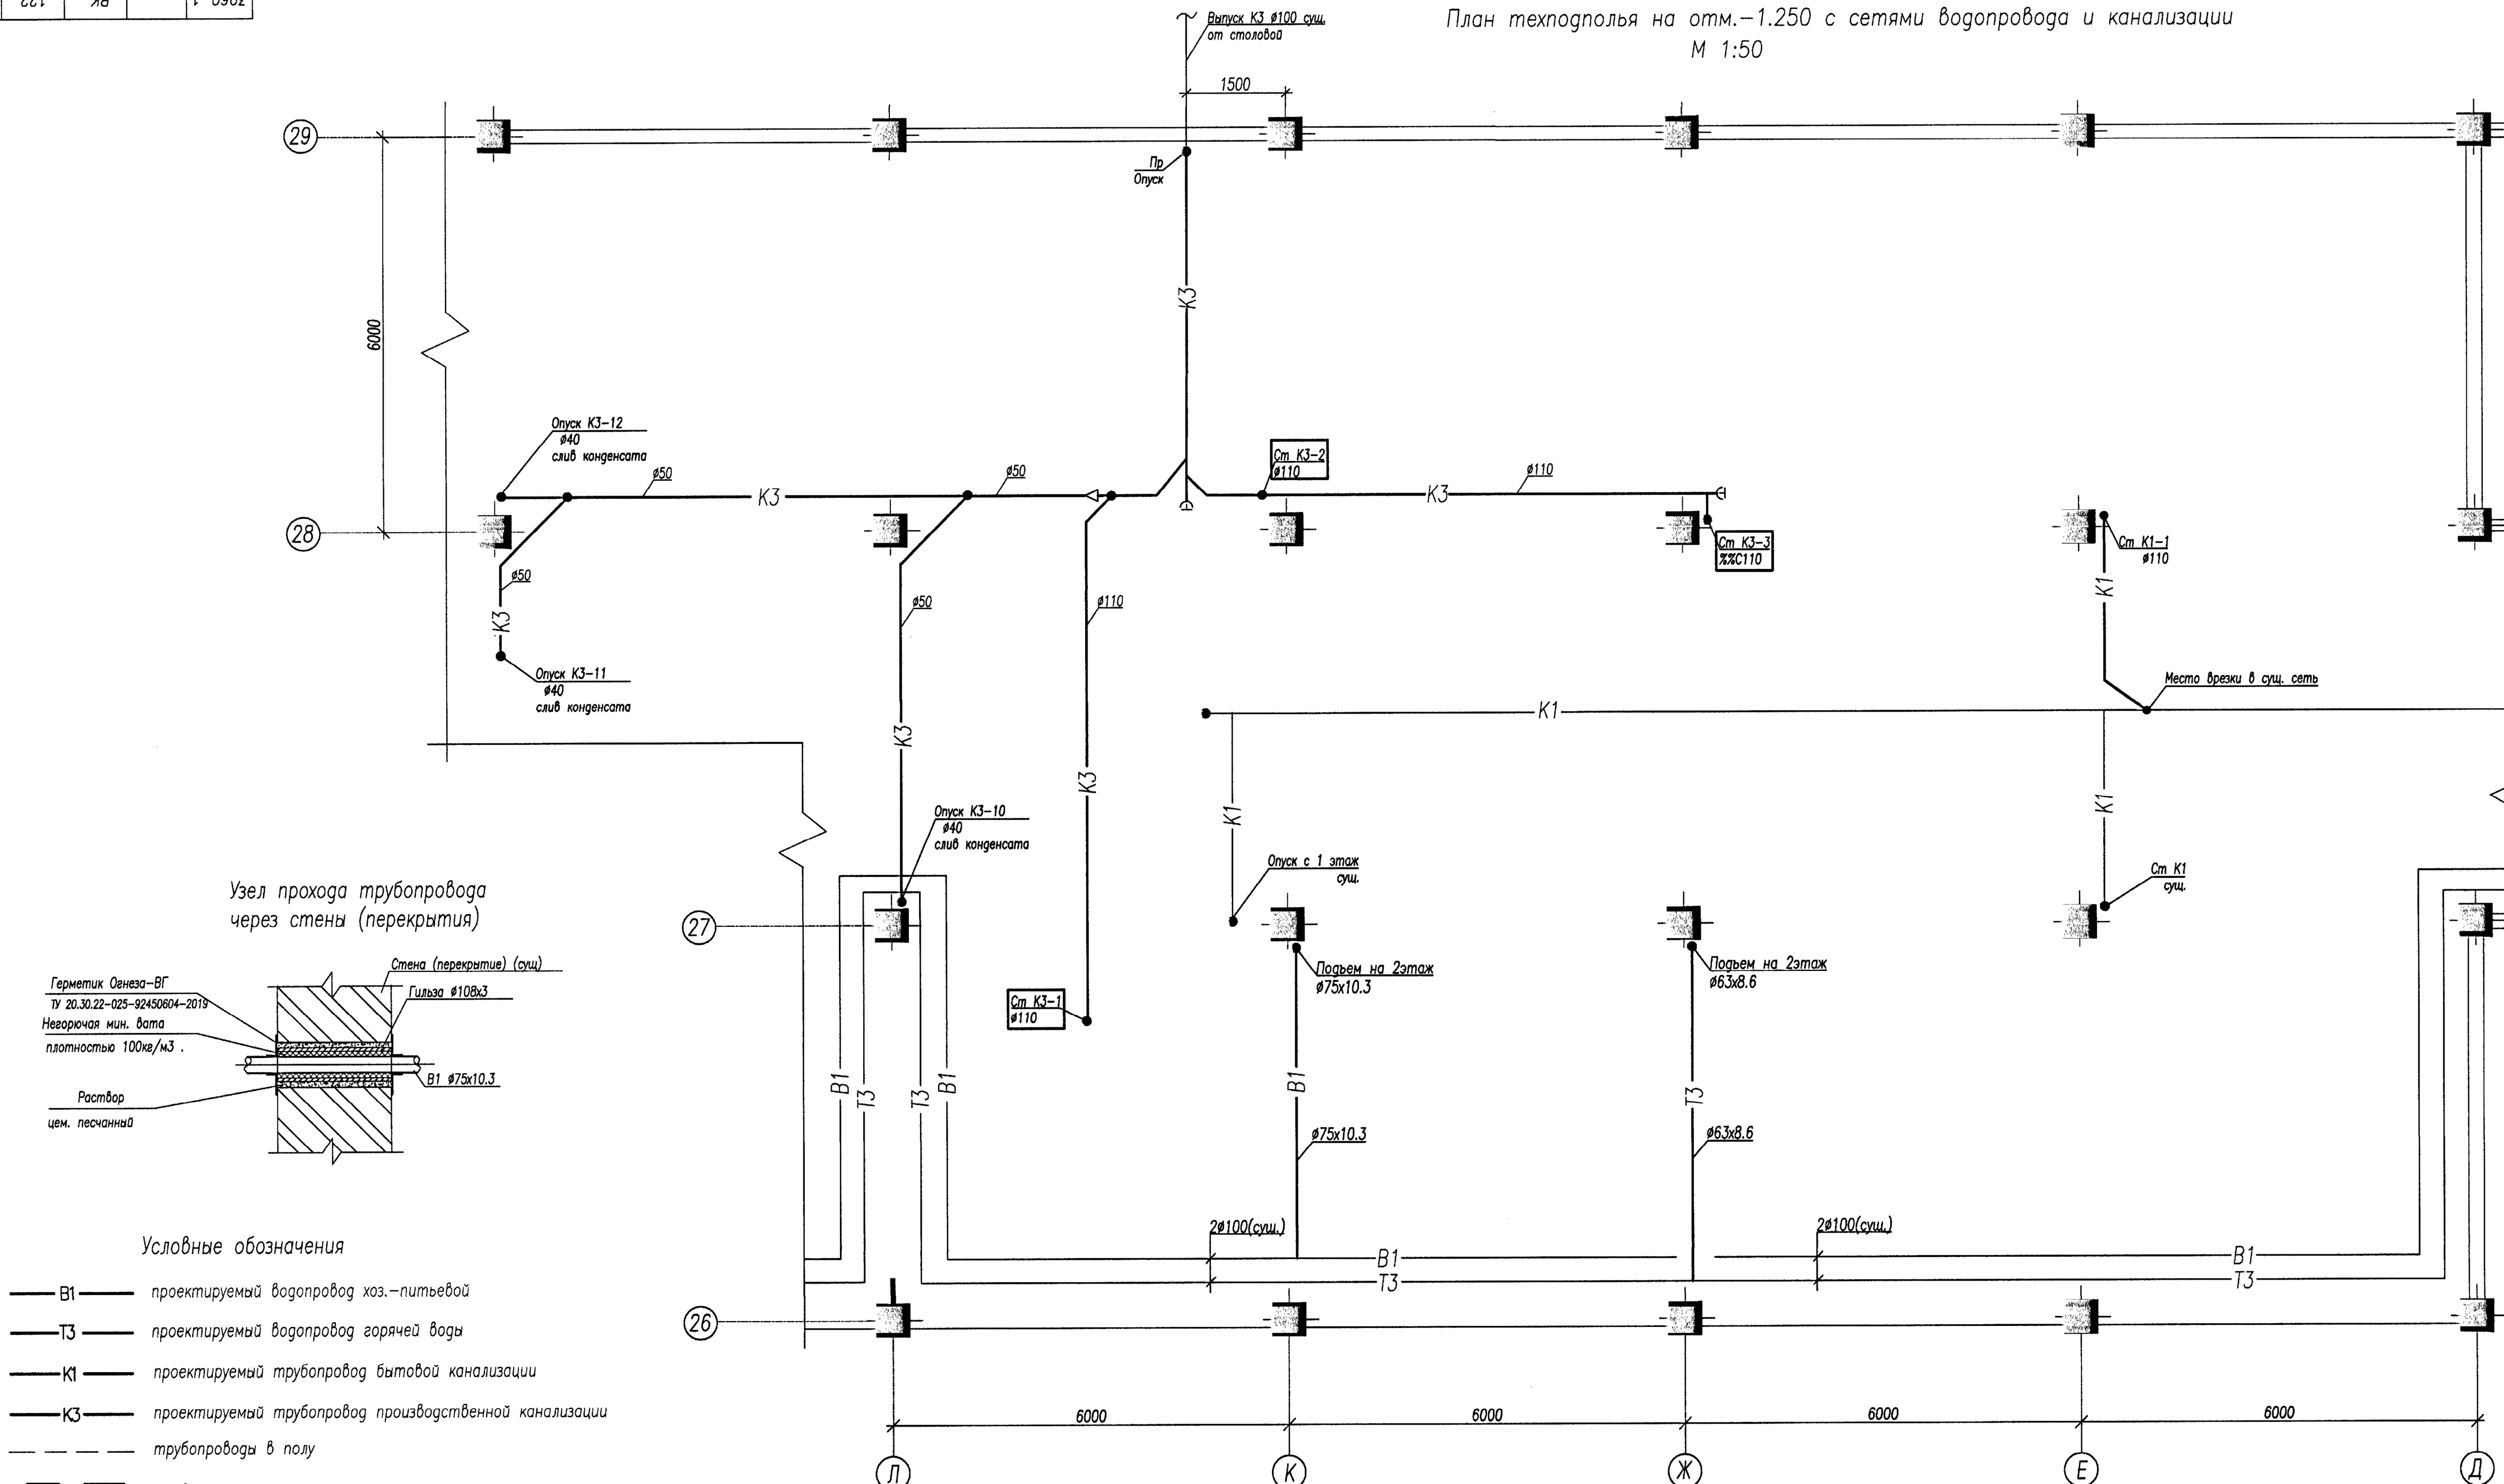 План техподполья на отм.-1.250 с сетями водопровода и канализации
М 1:50
Выпуск К3 ø100 сущ.
от столовой
1500
29
Пр
Опуск
6000
К3
Опуск К3-12
ø40
слив конденсата
ø50
К3
ø50
Ст К3-2
ø110
К3
ø110
28
Ст К3-3
%%C110
Ст К1-1
ø110
К1
ø50
К3
ø50
ø110
Опуск К3-11
ø40
слив конденсата
Место врезки в сущ. сеть
К1
К3
К3
К1
К1
Опуск К3-10
ø40
слив конденсата
Опуск с 1 этаж
сущ.
Ст К1
сущ.
27
Подъем на 2этаж
ø75х10.3
Подъем на 2этаж
ø63х8.6
Ст К3-1
ø110
В1
Т3
Т3
В1
В1
Т3
ø75х10.3
ø63х8.6
2ø100(сущ.)
2ø100(сущ.)
В1
В1
Т3
Т3
26
6000
6000
6000
6000
Л
К
Ж
Е
Д
Узел прохода трубопровода
через стены (перекрытия)
Стена (перекрытие) (сущ)
Герметик Огнеза-ВГ
ТУ 20.30.22-025-92450604-2019
Гильза ø108х3
Негорючая мин. вата
плотностью 100кг/м3 .
В1 ø75х10.3
Раствор
цем. песчанный
Условные обозначения
В1 проектируемый водопровод хоз.-питьевой
Т3 проектируемый водопровод горячей воды
К1 проектируемый трубопровод бытовой канализации
К3 проектируемый трубопровод производственной канализации
трубопроводы в полу